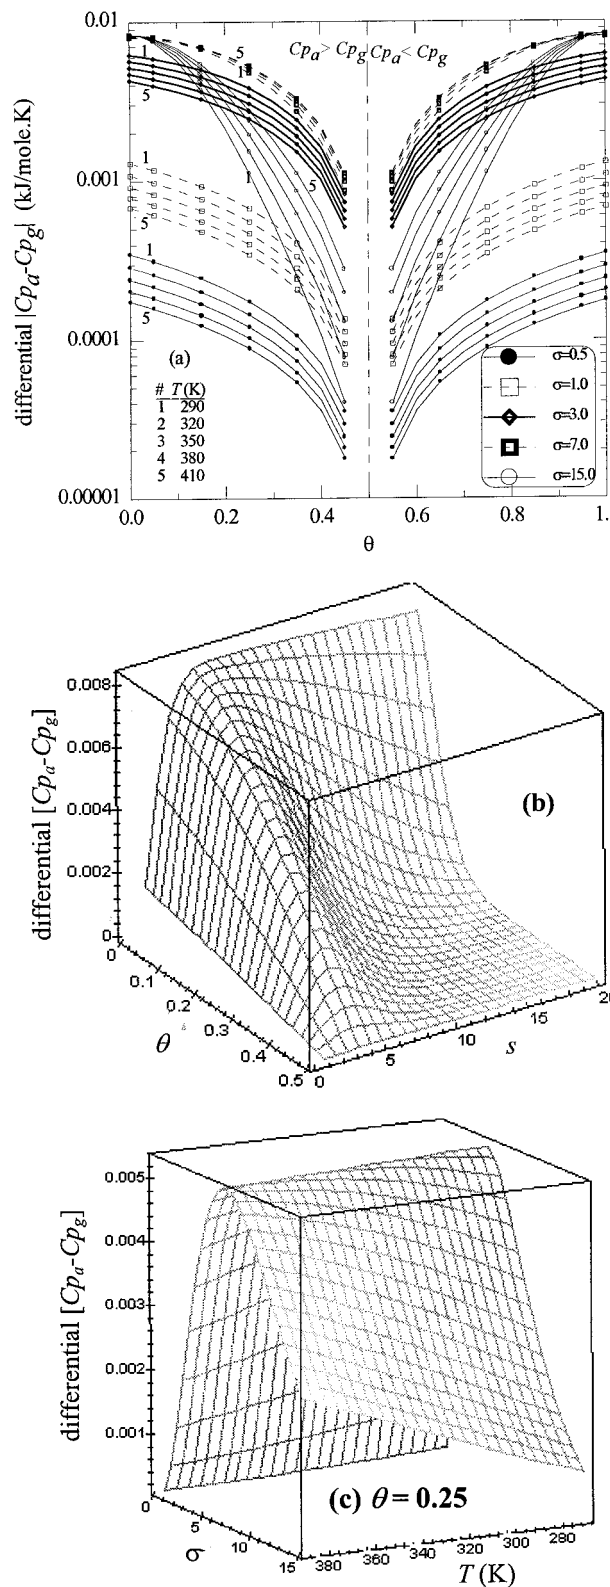 differential |Cpa-Cpg| (kJ/mole.K)
0.01
0.001
0.0001
0.00001
Cpa> Cpg Cpa< Cpg
1
5
5
1
1
5
1
5
1
5
(a)
# T (K)
1 290
2 320
3 350
4 380
5 410
σ=0.5
σ=1.0
σ=3.0
σ=7.0
σ=15.0
0.0 0.2 0.4 0.6 0.8 1.
θ
differential [Cpa-Cpg]
0.008
0.006
0.004
0.002
0
(b)
0 0.1 0.2 0.3 0.4 0.5
θ
0 5 10 15 20
s
differential [Cpa-Cpg]
0.005
0.004
0.003
0.002
0.001
(c) θ = 0.25
0 5 10 15
σ
380 360 340 320 300 280
T (K)